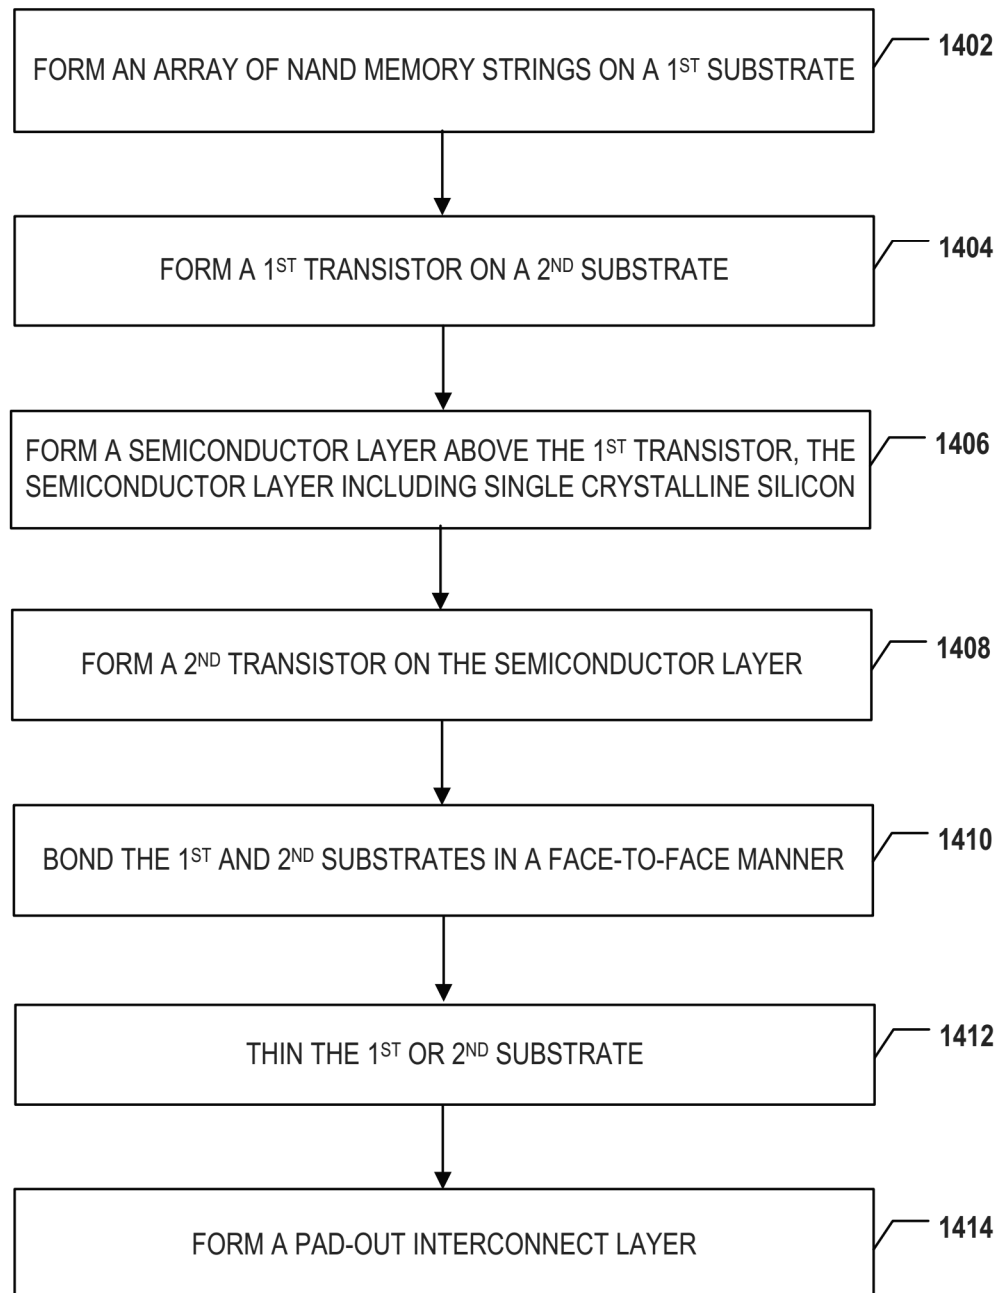 FORM AN ARRAY OF NAND MEMORY STRINGS ON A 1ST SUBSTRATE
1402
FORM A 1ST TRANSISTOR ON A 2ND SUBSTRATE
1404
FORM A SEMICONDUCTOR LAYER ABOVE THE 1ST TRANSISTOR, THE
SEMICONDUCTOR LAYER INCLUDING SINGLE CRYSTALLINE SILICON
1406
FORM A 2ND TRANSISTOR ON THE SEMICONDUCTOR LAYER
1408
BOND THE 1ST AND 2ND SUBSTRATES IN A FACE-TO-FACE MANNER
1410
THIN THE 1ST OR 2ND SUBSTRATE
1412
FORM A PAD-OUT INTERCONNECT LAYER
1414